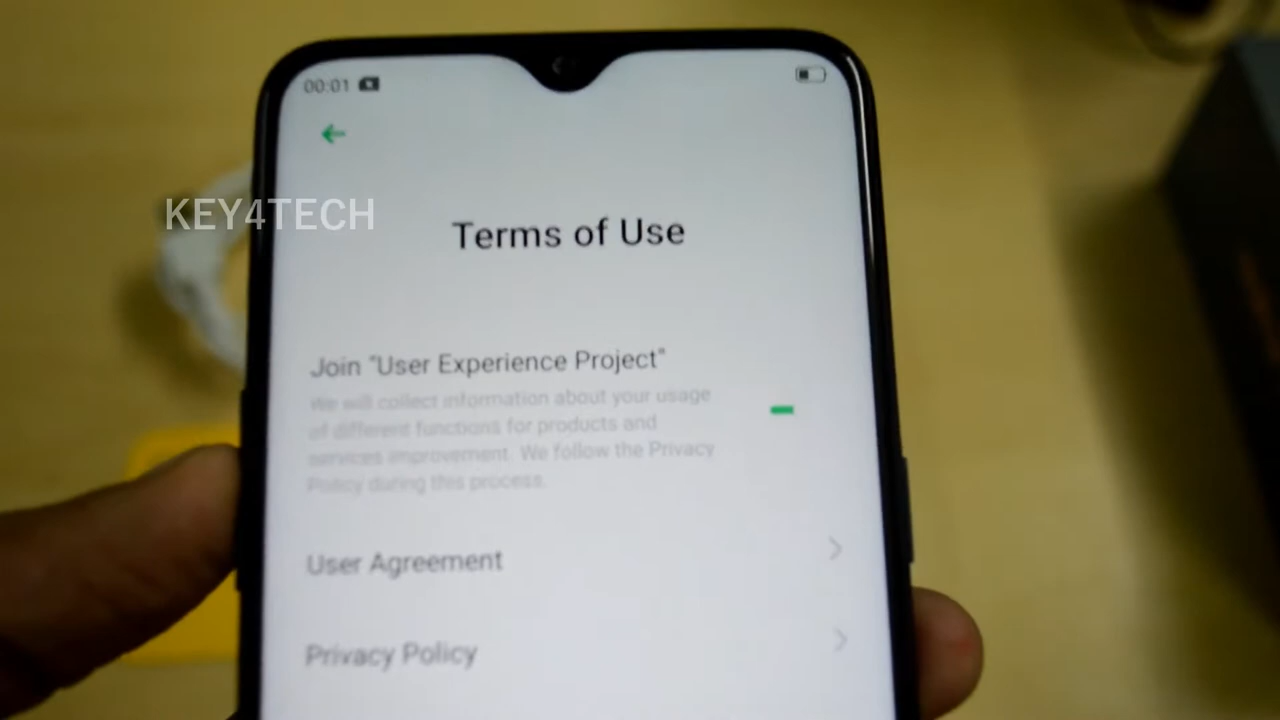 00:01
KEY4TECH
Terms of Use
Join "User Experience Project"
We will collect information about your usage
of different functions for products and
services improvement. We follow the Privacy
Policy during this process.
User Agreement
Privacy Policy